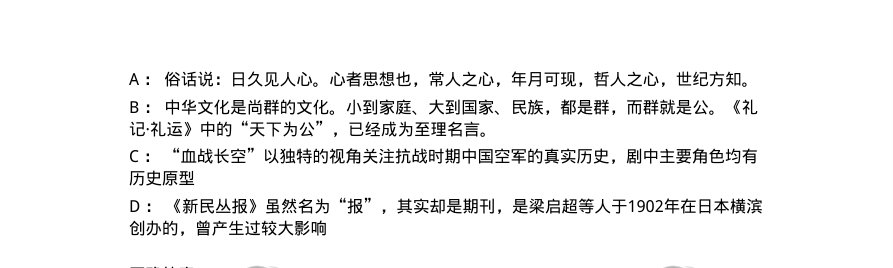 A： 俗话说：日久见人心。心者思想也，常人之心，年月可现，哲人之心，世纪方知。
B： 中华文化是尚群的文化。小到家庭、大到国家、民族，都是群，而群就是公。《礼
记·礼运》中的“天下为公”，已经成为至理名言。
C： “血战长空”以独特的视角关注抗战时期中国空军的真实历史，剧中主要角色均有
历史原型
D： 《新民丛报》虽然名为“报”，其实却是期刊，是梁启超等人于1902年在日本横滨
创办的，曾产生过较大影响